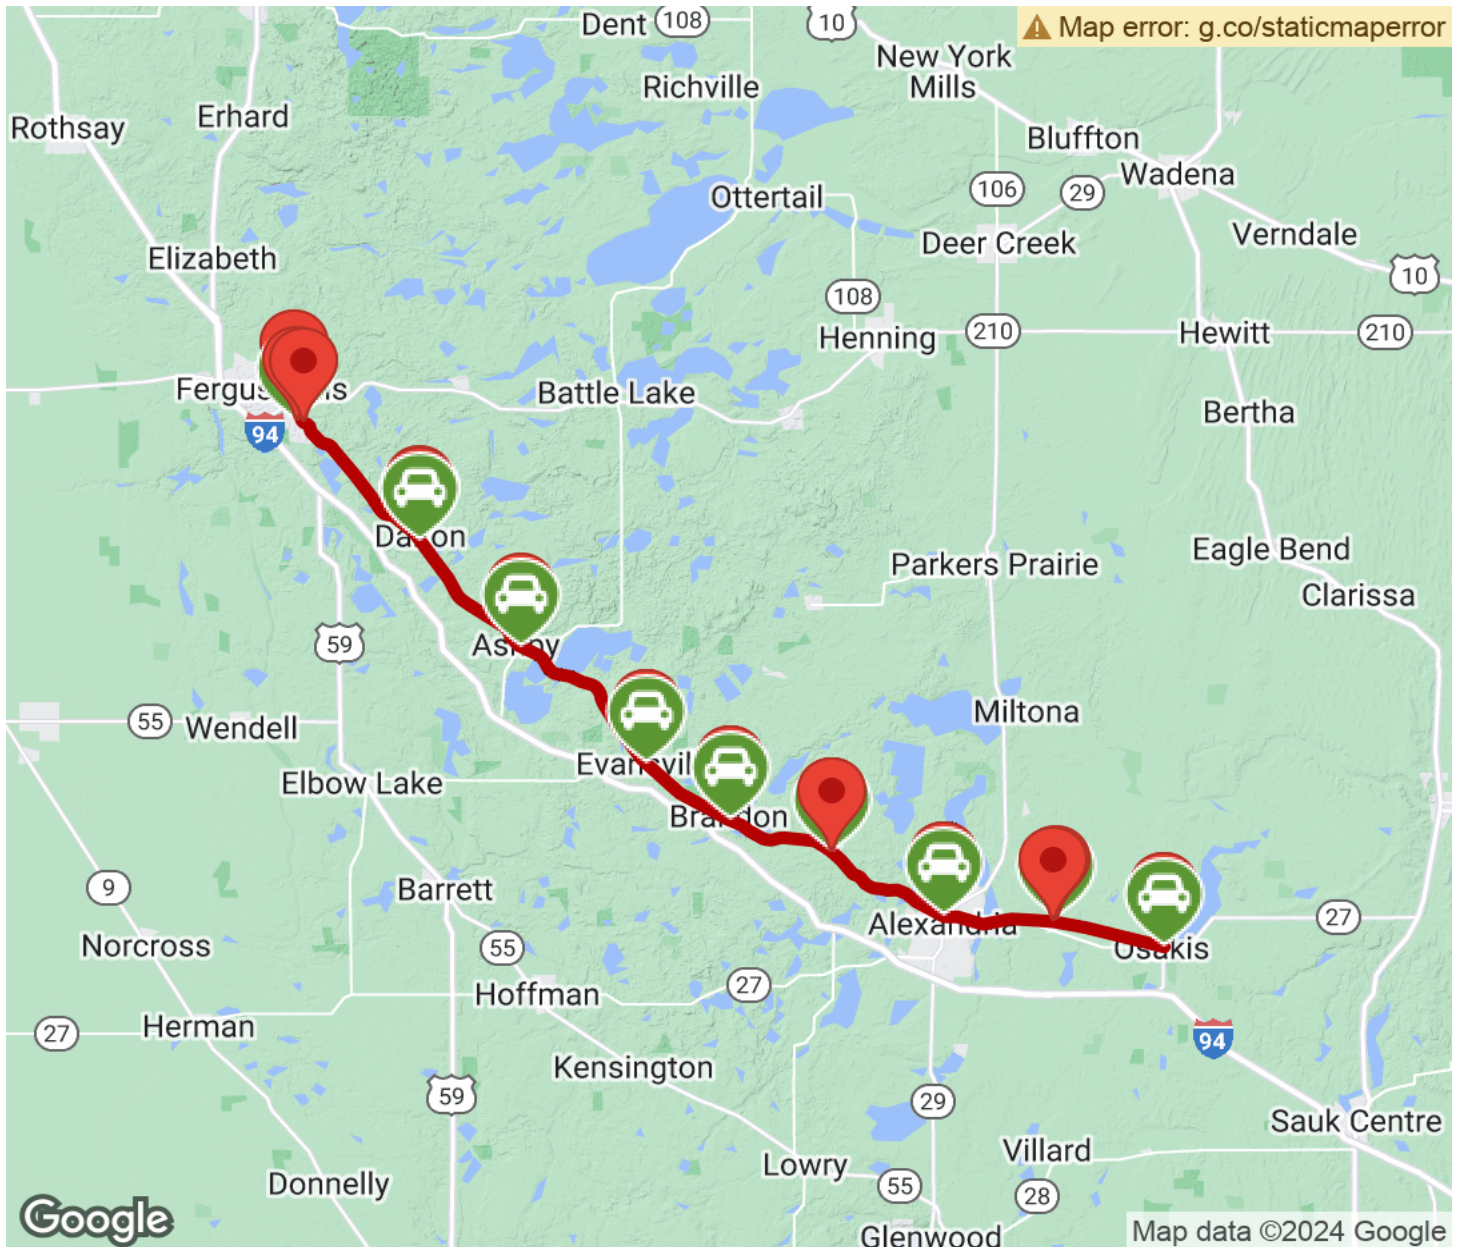 Dent
108
10
Map error: g.co/staticmaperror
New York
Mills
Richville
Erhard
Rothsay
Bluffton
Wadena
106
29
Ottertail
Verndale
Deer Creek
Elizabeth
10
108
Henning
210
Hewitt
210
Battle Lake
94
Bertha
Eagle Bend
Parkers Prairie
Clarissa
59
55
Wendell
Miltona
Elbow Lake
9
Barrett
Norcross
55
27
Hoffman
27
Herman
27
94
Kensington
59
29
Sauk Centre
Villard
Lowry
Donnelly
55
28
Google
Glenwood
Map data ©2024 Google